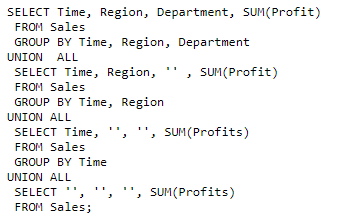 SELECT Time, Region, Department, SUM(Profit)
FROM Sales
GROUP BY Time, Region, Department
UNION  ALL
SELECT Time, Region, '' , SUM(Profit)
FROM Sales
GROUP BY Time, Region
UNION ALL
SELECT Time, '', '', SUM(Profits)
FROM Sales
GROUP BY Time
UNION ALL
SELECT '', '', '', SUM(Profits)
FROM Sales;